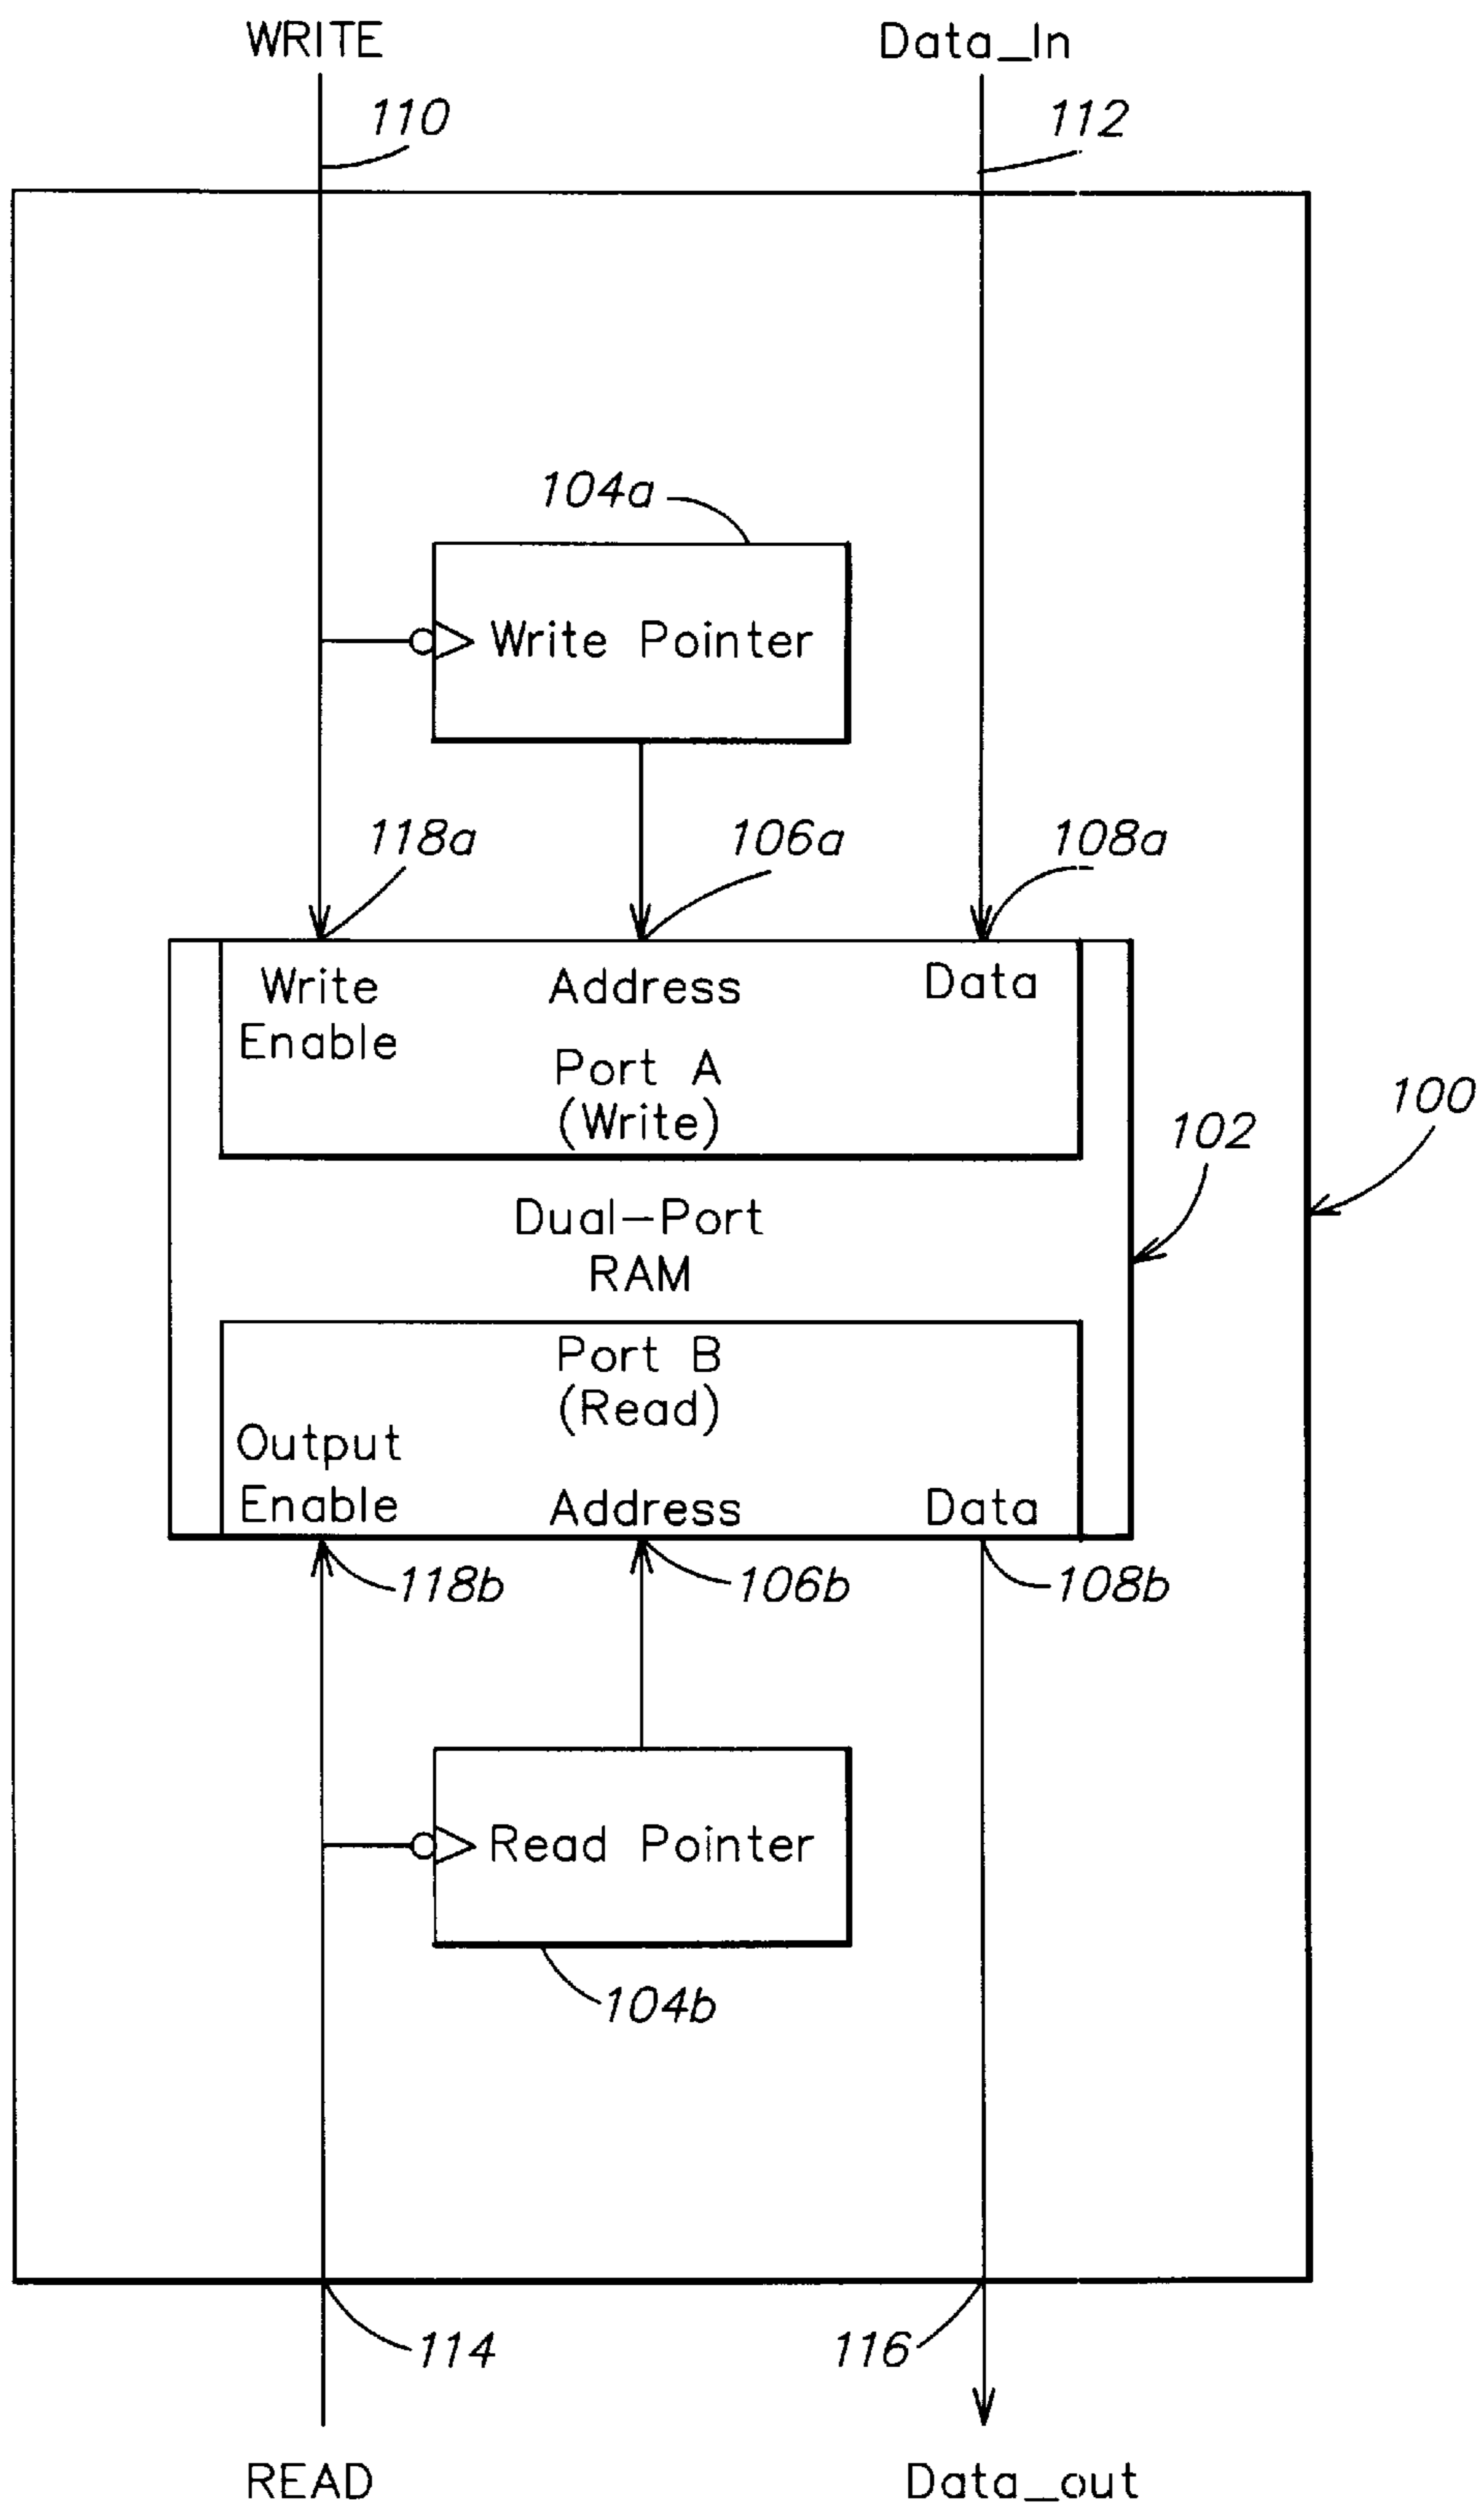 WRITE
Data_In
110
112
104a
Write Pointer
118a
106a
108a
Write
Enable
Address
Data
Port A
(Write)
100
102
Dual-Port
RAM
Port B
(Read)
Output
Enable
Address
Data
118b
106b
108b
Read Pointer
104b
114
116
READ
Data_out